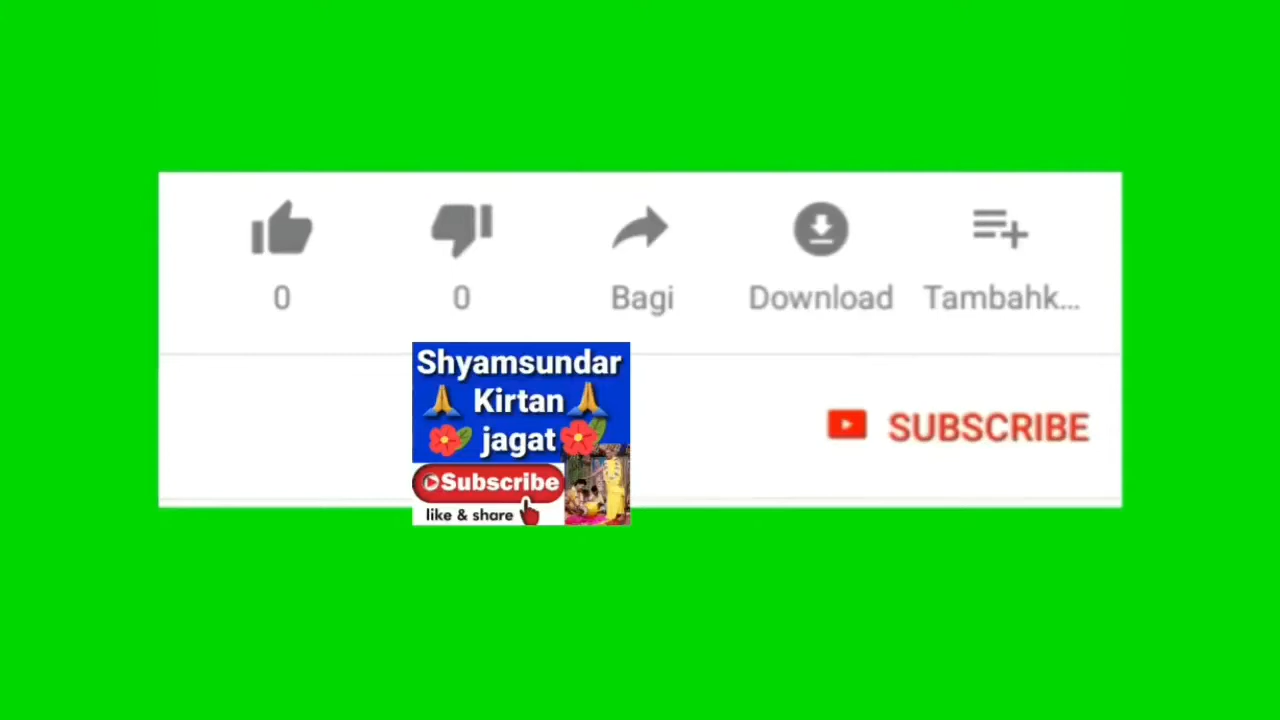 0 0 Bagi Download Tambahk...
Shyamsundar
Kirtan
jagat
SUBSCRIBE
Subscribe
like & share